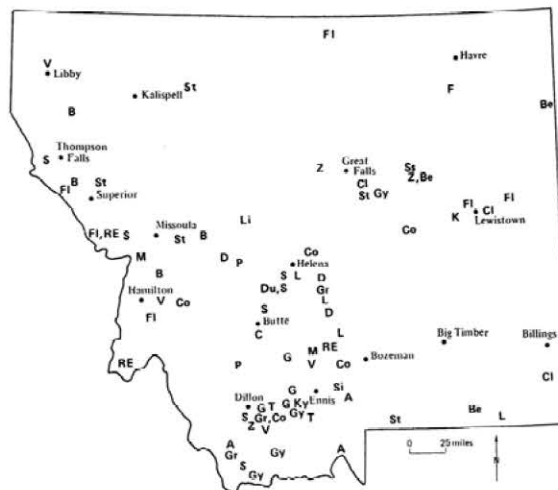 Fl
V
Libby
Havre
St
Kalispell
F
Be
B
Thompson
Falls
S
Z
Great
Falls
Ss
Z,Be
Cl
St Gy
B St
Fl
Superior
Fl
Fl
Cl
K
Lewistown
Li
Fl,RE S
Missoula
St B
Co
M
D P
Co
Helena
S L D
Du,S Gr
L
D
B
Hamilton
V Co
Fl
S
Butte
C
L
Big Timber
Billings
G M RE
V
Co
Bozeman
RE
P
Cl
G
Ennis
Si
A
Dillon
G T G Ky
S Gr,Co Gy T
Z V
St
Be
L
A
Gr
S
Gy
Gy
A
0 25 miles
N